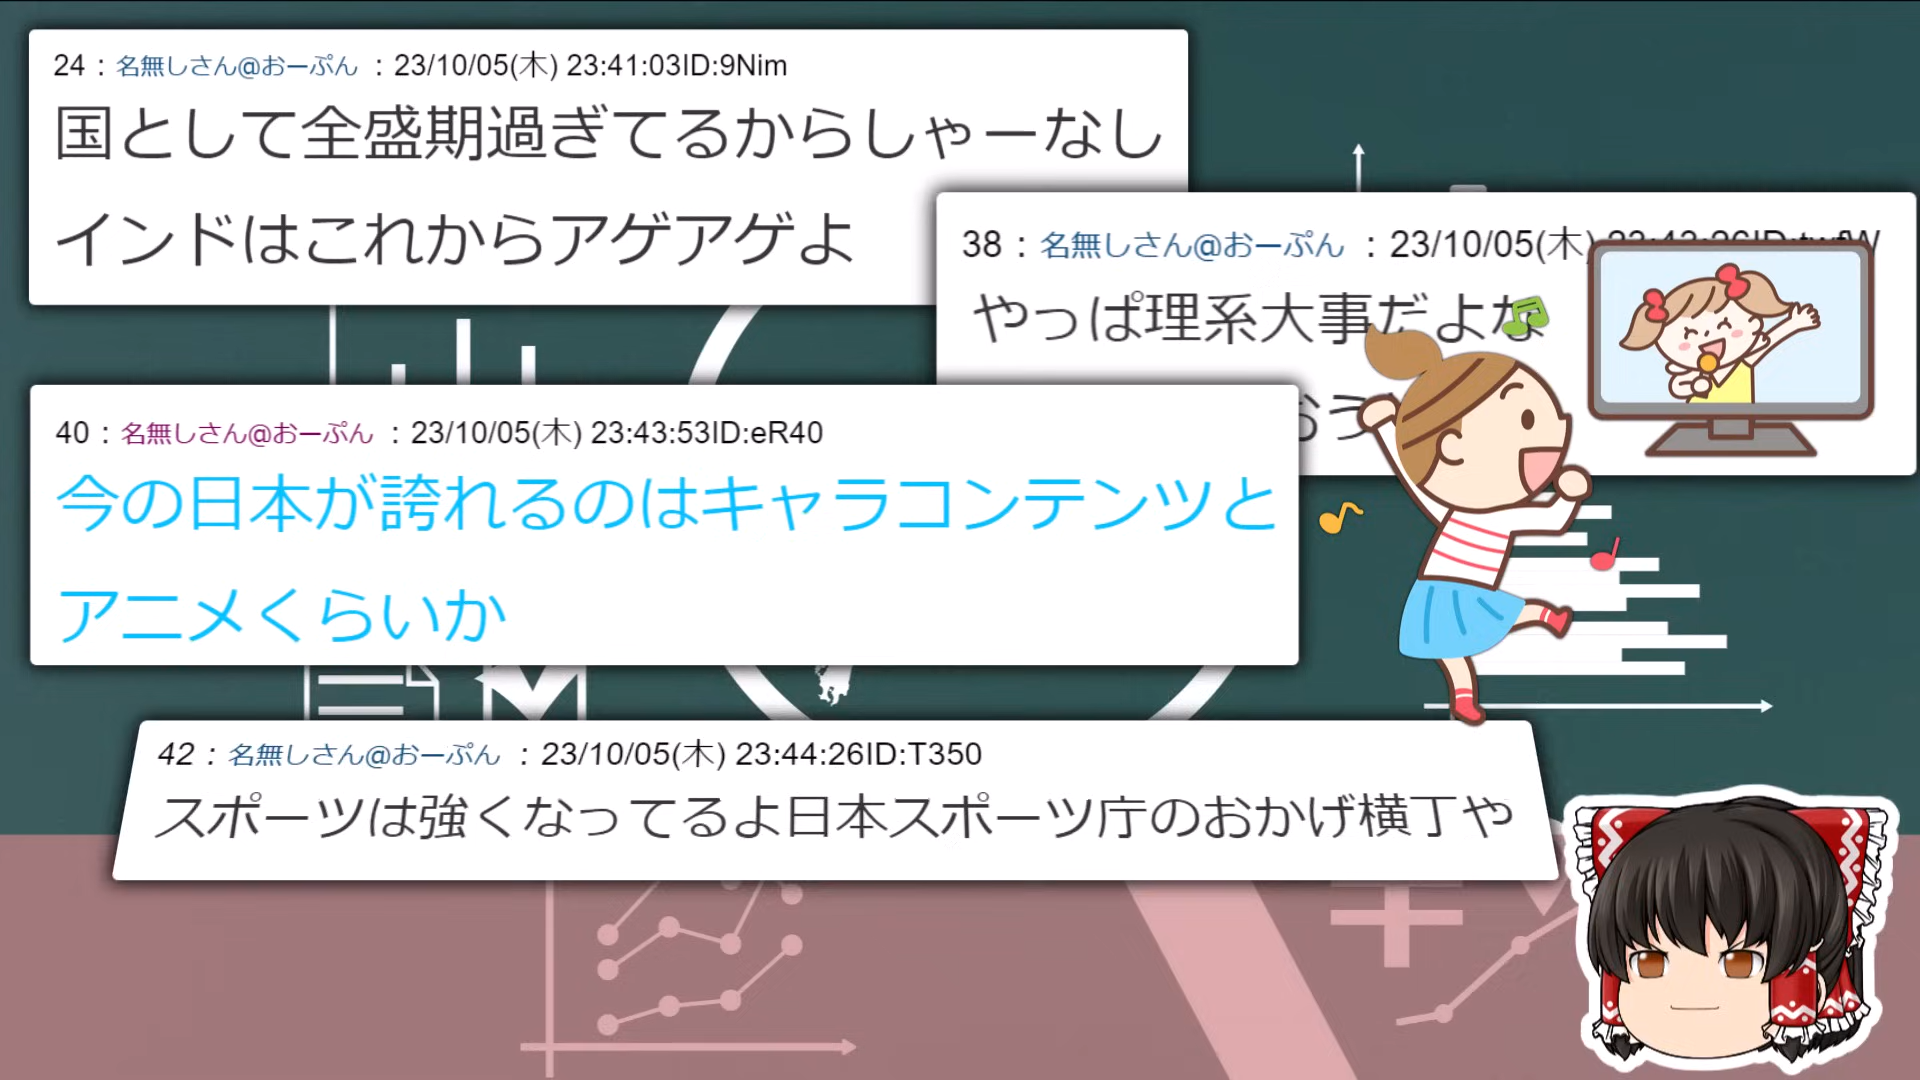 24：名無しさん@おーぷん ：23/10/05(木) 23:41:03ID:9Nim
国として全盛期過ぎてるからしゃーなし
インドはこれからアゲアゲよ
38：名無しさん@おーぷん ：23/10/05(木)
やっぱ理系大事だよな
40：名無しさん@おーぷん ：23/10/05(木) 23:43:53ID:eR40
今の日本が誇れるのはキャラコンテンツと
アニメくらいか
42：名無しさん@おーぷん ：23/10/05(木) 23:44:26ID:T350
スポーツは強くなってるよ日本スポーツ庁のおかげ横丁や